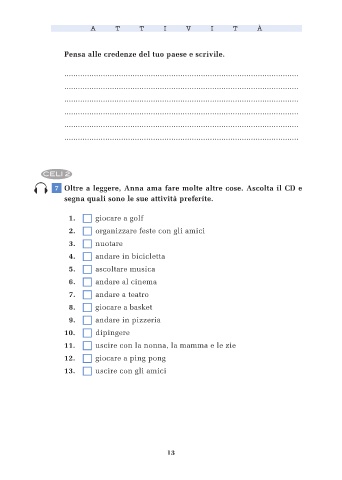 A T T I V I T À
Pensa alle credenze del tuo paese e scrivile.
CELI 2
7 Oltre a leggere, Anna ama fare molte altre cose. Ascolta il CD e
segna quali sono le sue attività preferite.
1. giocare a golf
2. organizzare feste con gli amici
3. nuotare
4. andare in bicicletta
5. ascoltare musica
6. andare al cinema
7. andare a teatro
8. giocare a basket
9. andare in pizzeria
10. dipingere
11. uscire con la nonna, la mamma e le zie
12. giocare a ping pong
13. uscire con gli amici
13